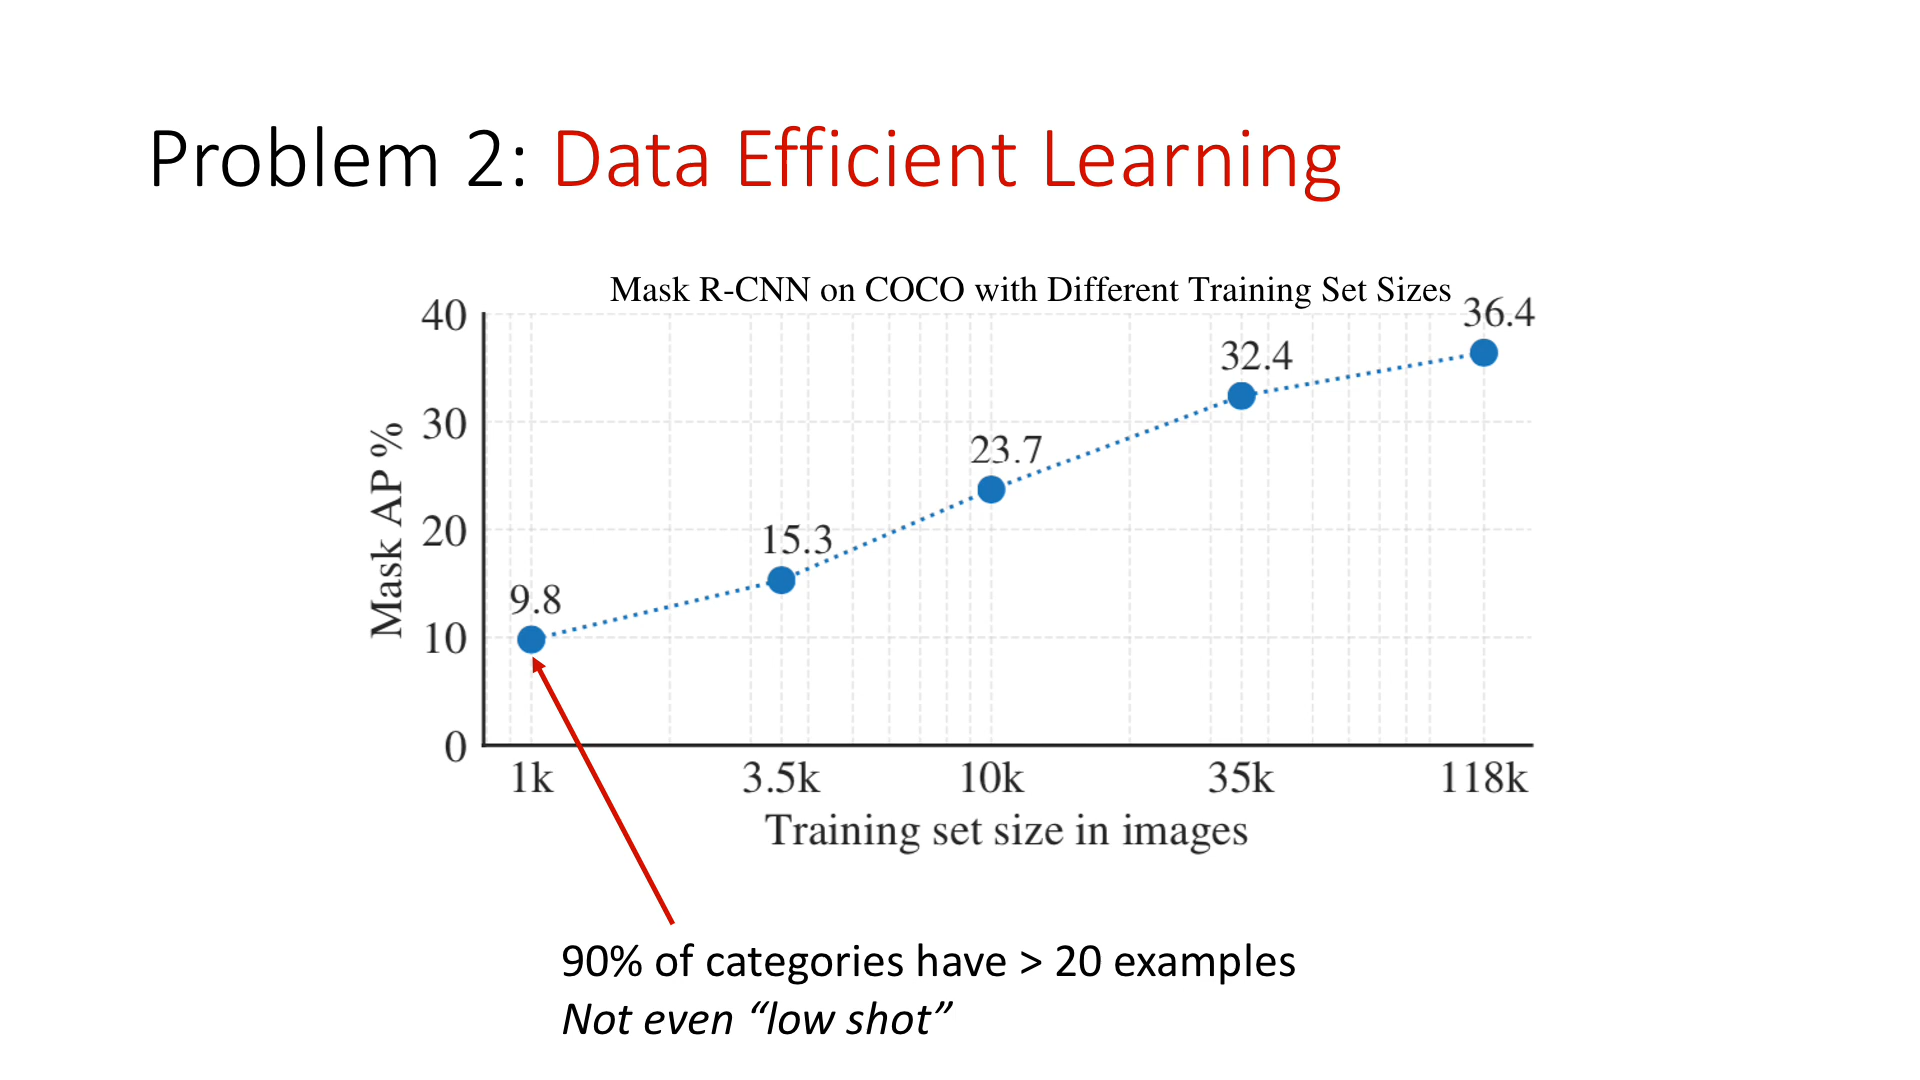 Problem 2: Data Efficient Learning
Mask R-CNN on COCO with Different Training Set Sizes
40
36.4
32.4
30
23.7
20
15.3
9.8
10
0
Mask AP %
1k 3.5k 10k 35k 118k
Training set size in images
90% of categories have > 20 examples
Not even “low shot”